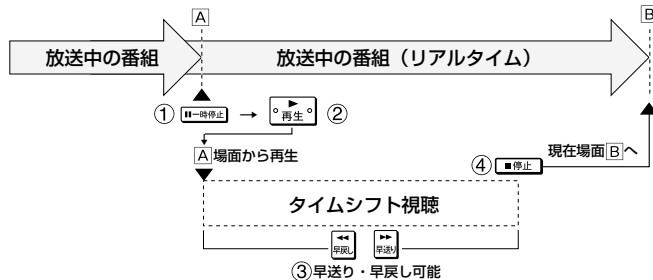 A
B
放送中の番組
放送中の番組（リアルタイム）
① 一時停止 → 再生 ②
A 場面から再生
④ ■停止
現在場面 B へ
タイムシフト視聴
早戻し 早送り
③早送り・早戻し可能